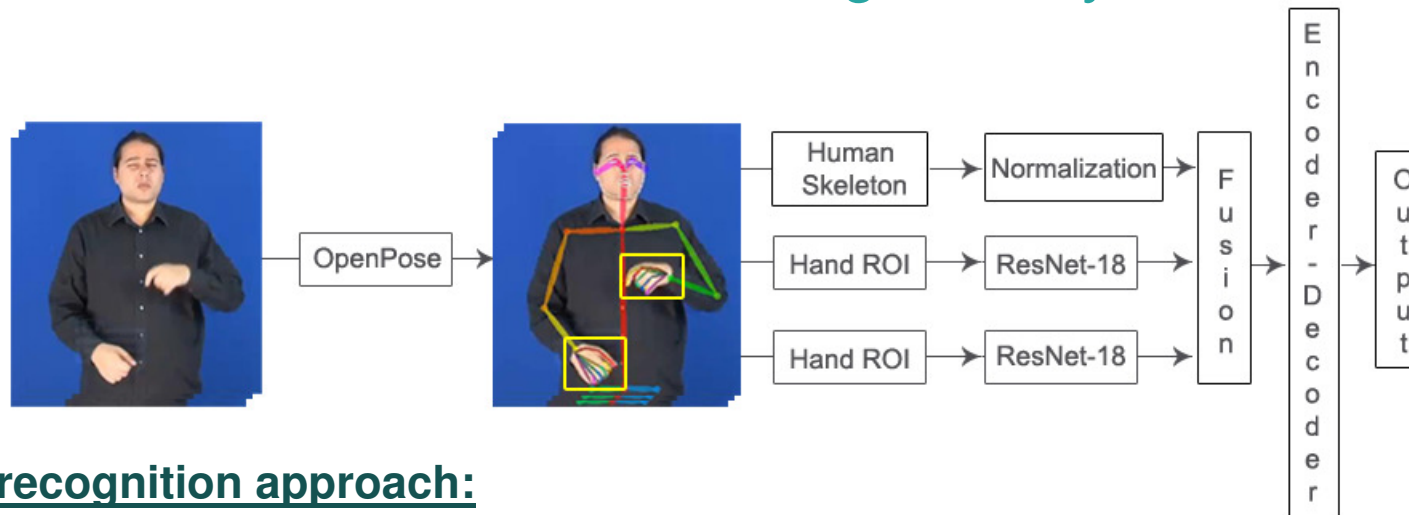 OpenPose
Human
Skeleton
Normalization
Hand ROI
ResNet-18
Hand ROI
ResNet-18
Fusion
Encoder-Decoder
Output
recognition approach: